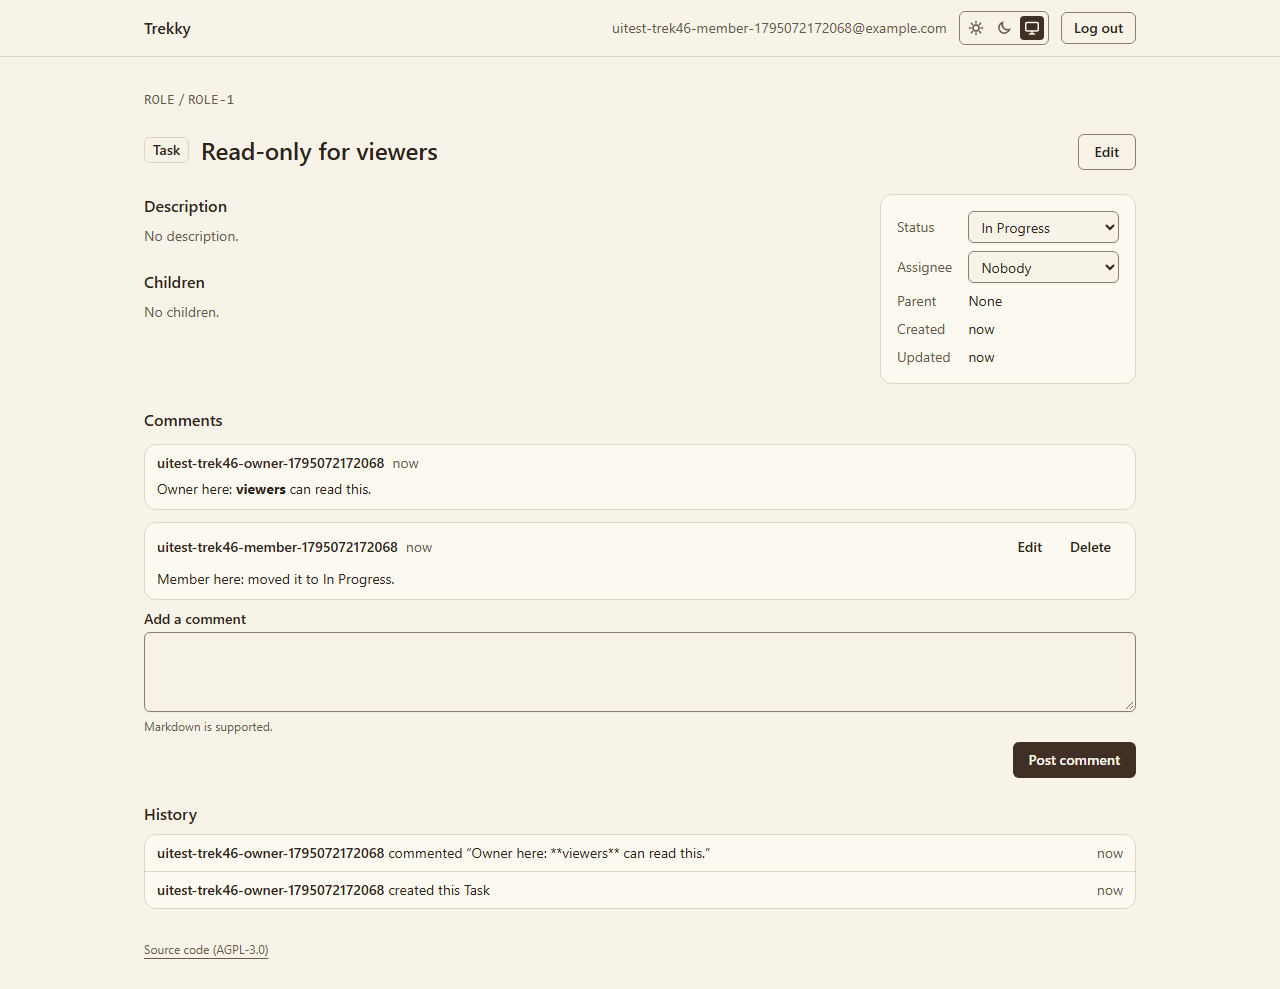 Trekky
uitest-trek46-member-1795072172068@example.com
Log out
ROLE / ROLE-1
Task
Read-only for viewers
Edit
Description
No description.
Children
No children.
Status
In Progress
Assignee
Nobody
Parent
None
Created
now
Updated
now
Comments
uitest-trek46-owner-1795072172068 now
Owner here: viewers can read this.
uitest-trek46-member-1795072172068 now
Edit
Delete
Member here: moved it to In Progress.
Add a comment
Markdown is supported.
Post comment
History
uitest-trek46-owner-1795072172068 commented “Owner here: **viewers** can read this.”
now
uitest-trek46-owner-1795072172068 created this Task
now
Source code (AGPL-3.0)